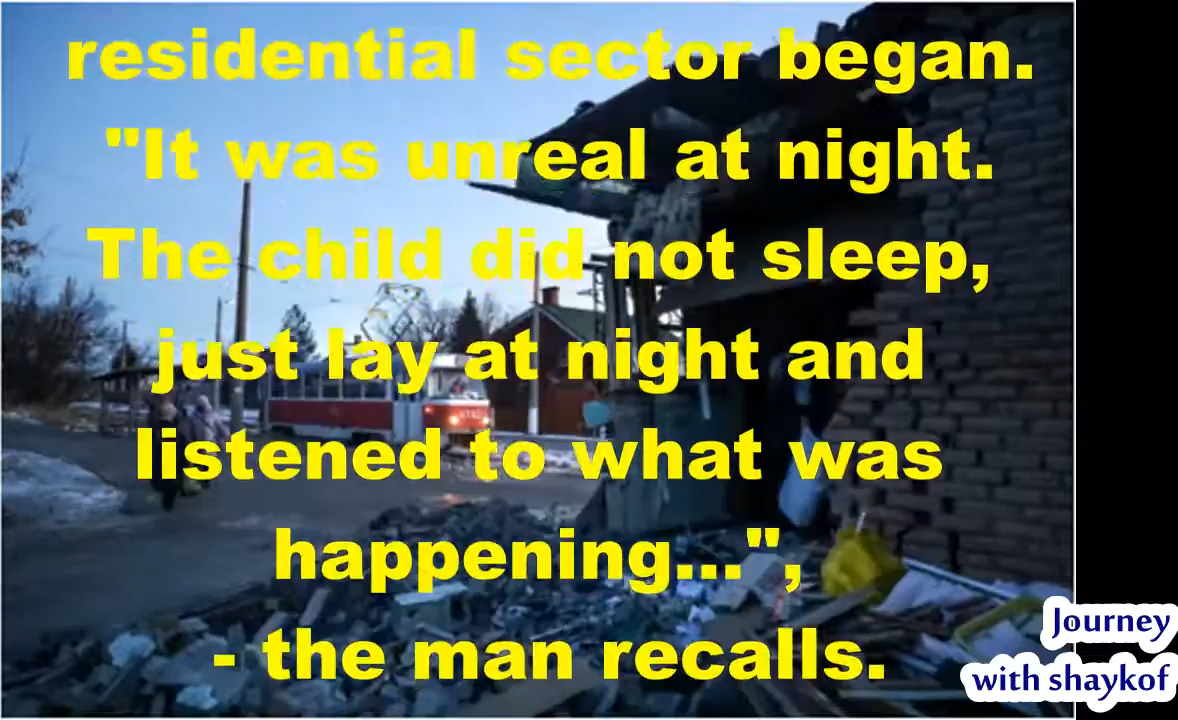 residential sector began.
"It was unreal at night.
The child did not sleep,
just lay at night and
listened to what was
happening...",
- the man recalls.
Journey
with shaykof